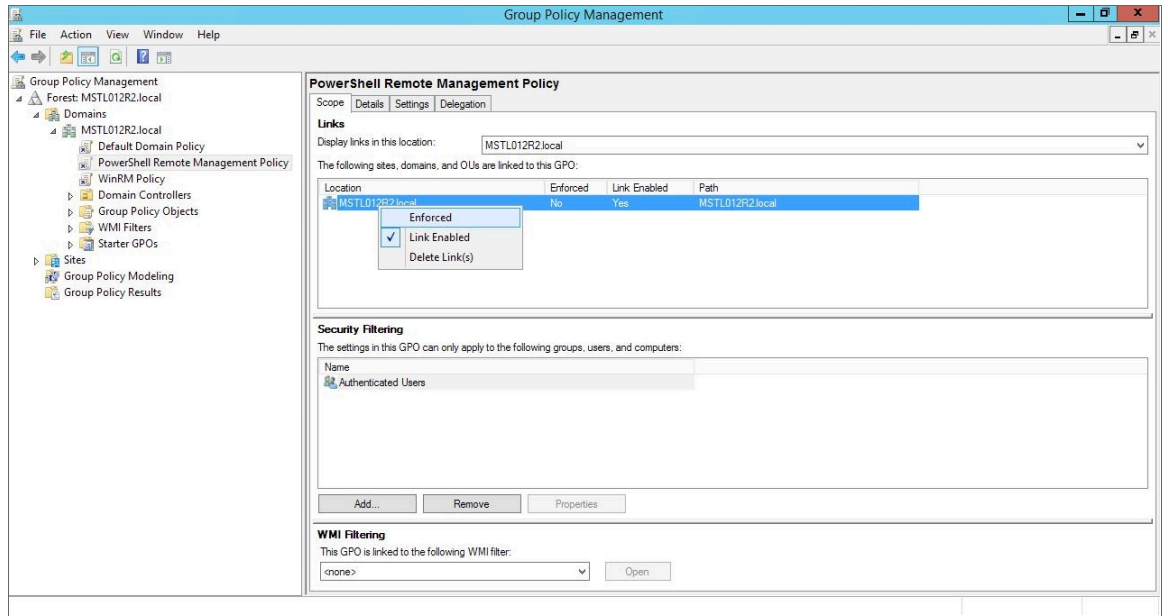 Group Policy Management
File Action View Window Help
Group Policy Management
Forest: MSTL012R2.local
Domains
MSTL012R2.local
Default Domain Policy
PowerShell Remote Management Policy
WinRM Policy
Domain Controllers
Group Policy Objects
WMI Filters
Starter GPOs
Sites
Group Policy Modeling
Group Policy Results
PowerShell Remote Management Policy
Scope Details Settings Delegation
Links
Display links in this location: MSTL012R2.local
The following sites, domains, and OUs are linked to this GPO:
Location Enforced Link Enabled Path
MSTL012R2.local No Yes MSTL012R2.local
Enforced
Link Enabled
Delete Link(s)
Security Filtering
The settings in this GPO can only apply to the following groups, users, and computers:
Name
Authenticated Users
Add... Remove Properties
WMI Filtering
This GPO is linked to the following WMI filter:
<none> Open